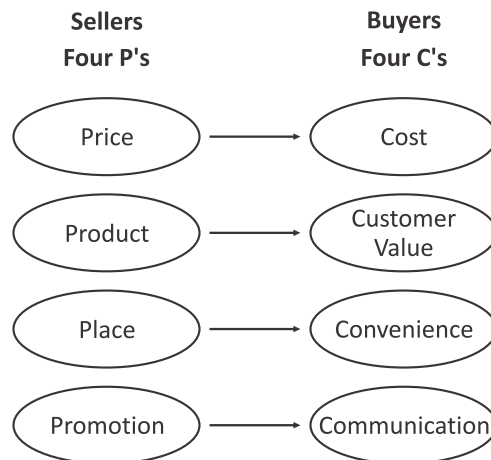 Sellers
Four P's
Buyers
Four C's
Price
Cost
Product
Customer
Value
Place
Convenience
Promotion
Communication